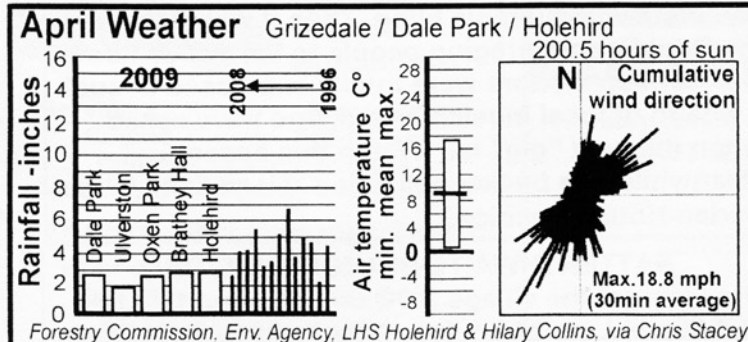 April Weather Grizedale / Dale Park / Holehird
200.5 hours of sun
Rainfall -inches
16
14
12
10
8
6
4
2
0
2009
2008
1996
Dale Park
Ulverston
Oxen Park
Brathey Hall
Holehird
Air temperature C°
min. mean max.
28
24
20
16
12
8
4
0
-4
-8
N
Cumulative
wind direction
Max.18.8 mph
(30min average)
Forestry Commission, Env. Agency, LHS Holehird & Hilary Collins, via Chris Stacey